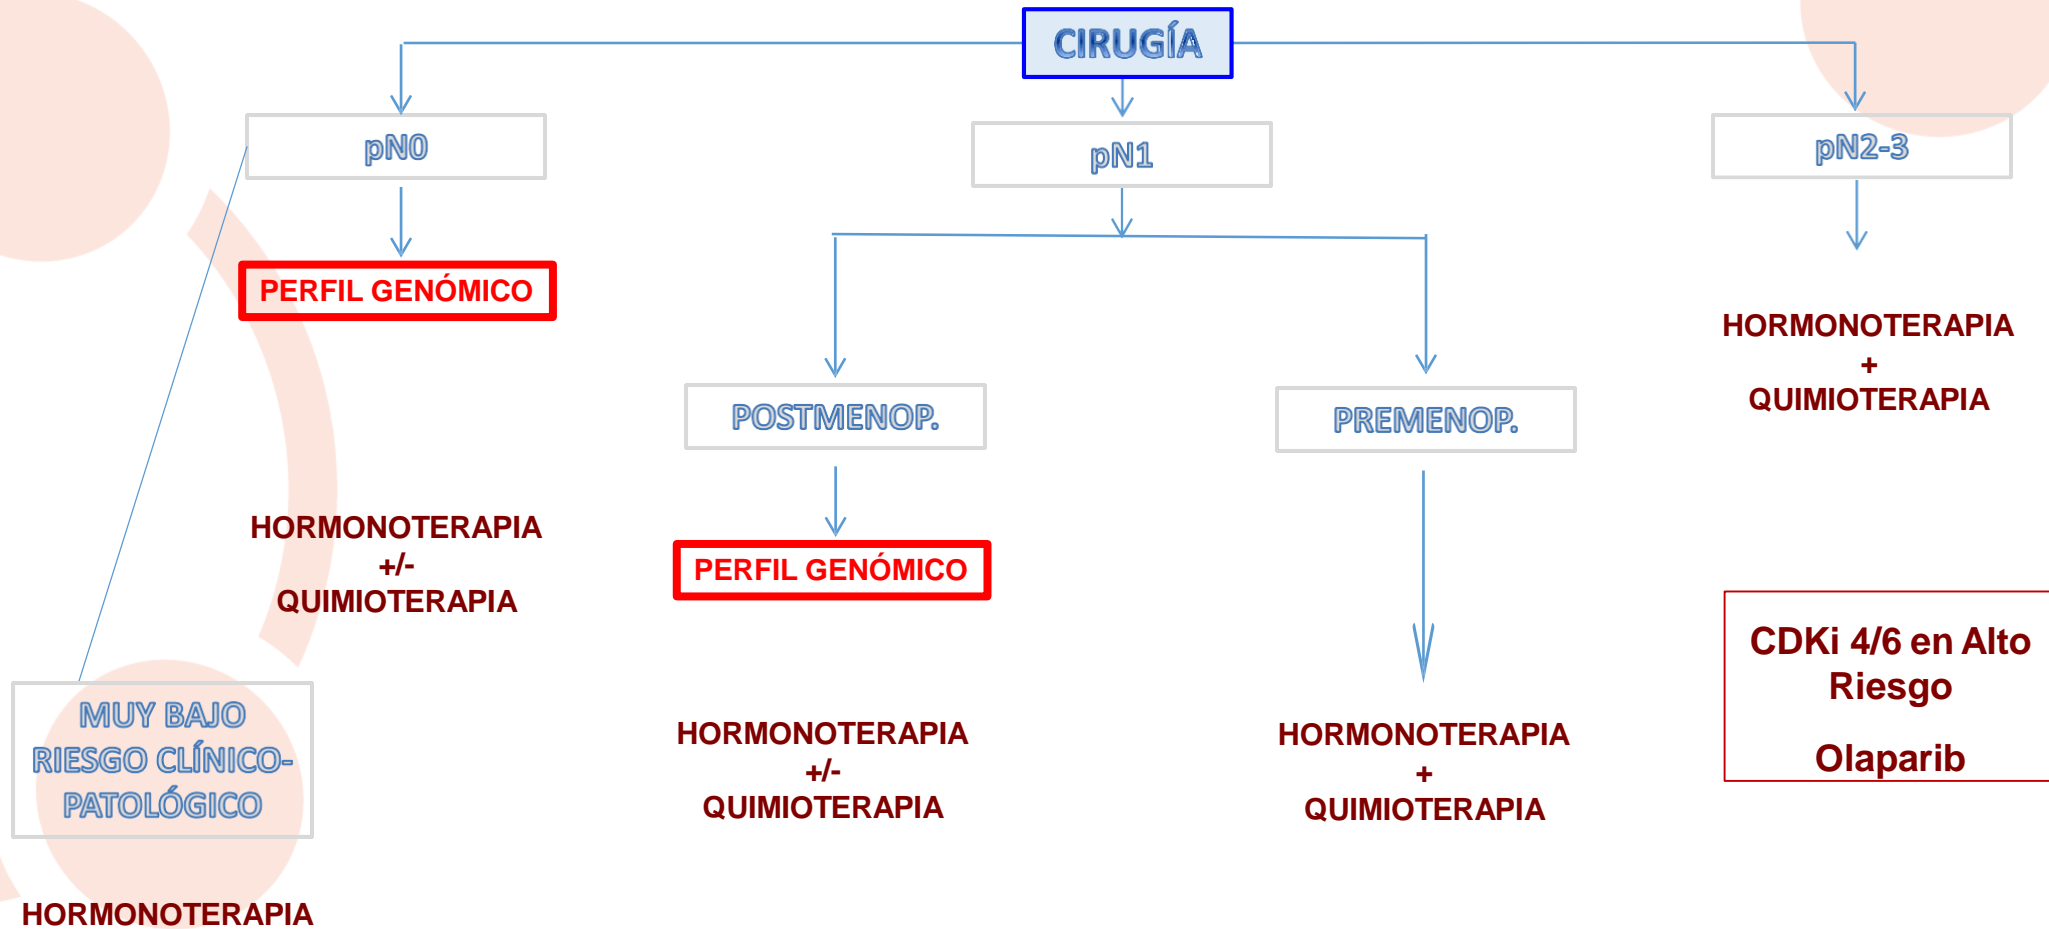 CIRUGÍA
pN0
pN1
pN2-3
PERFIL GENÓMICO
HORMONOTERAPIA
+
QUIMIOTERAPIA
POSTMENOP.
PREMENOP.
HORMONOTERAPIA
+/-
QUIMIOTERAPIA
PERFIL GENÓMICO
CDKi 4/6 en Alto
Riesgo
Olaparib
MUY BAJO
RIESGO CLÍNICO-
PATOLÓGICO
HORMONOTERAPIA
+/-
QUIMIOTERAPIA
HORMONOTERAPIA
+
QUIMIOTERAPIA
HORMONOTERAPIA